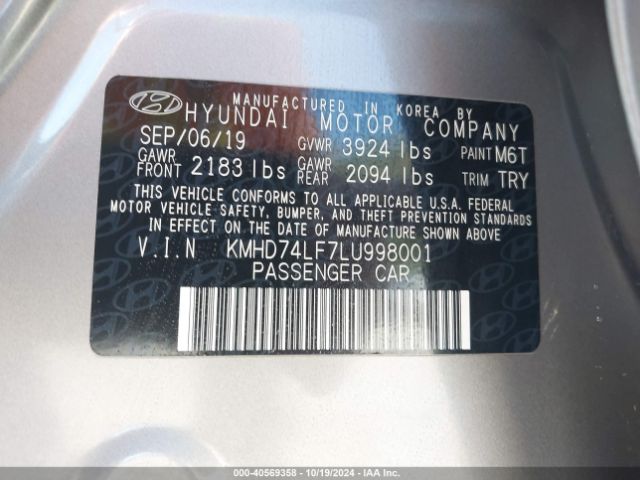 MANUFACTURED IN KOREA BY
HYUNDAI MOTOR COMPANY
SEP/06/19 GVWR 3924 lbs PAINT M6T
GAWR FRONT 2183 lbs GAWR REAR 2094 lbs TRIM TRY
THIS VEHICLE CONFORMS TO ALL APPLICABLE U.S.A. FEDERAL
MOTOR VEHICLE SAFETY, BUMPER, AND THEFT PREVENTION STANDARDS
IN EFFECT ON THE DATE OF MANUFACTURE SHOWN ABOVE
V.I.N KMHD74LF7LU998001
PASSENGER CAR
000-40569358 | 10/19/2024 | IAA Inc.